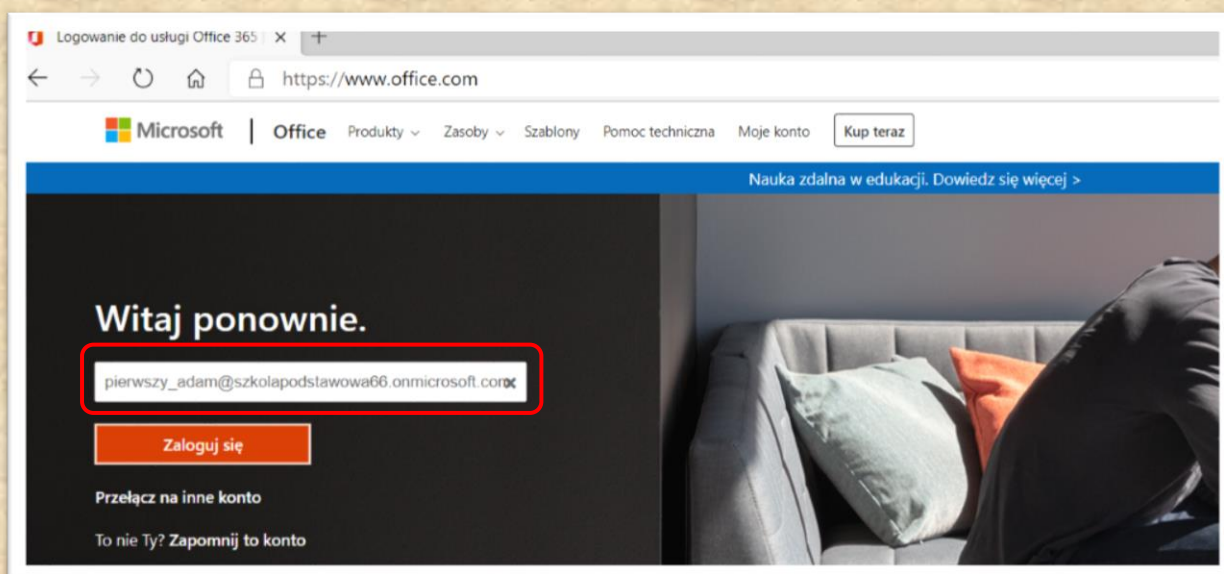 Logowanie do usługi Office 365
https://www.office.com
Microsoft | Office Produkty Zasoby Szablony Pomoc techniczna Moje konto Kup teraz
Nauka zdalna w edukacji. Dowiedz się więcej >
Witaj ponownie.
pierwszy_adam@szkolapodstawowa66.onmicrosoft.com
Zaloguj się
Przełącz na inne konto
To nie Ty? Zapomnij to konto